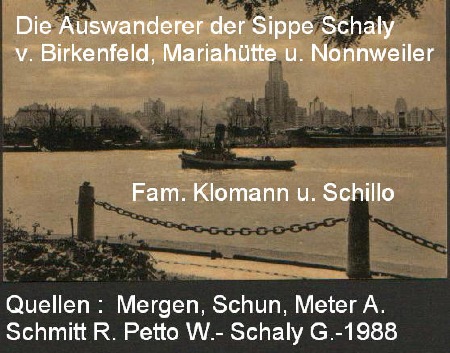 Die Auswanderer der Sippe Schaly
v. Birkenfeld, Mariahütte u. Nonnweiler
Fam. Klomann u. Schillo
Quellen : Mergen, Schun, Meter A.
Schmitt R. Petto W.- Schaly G.-1988